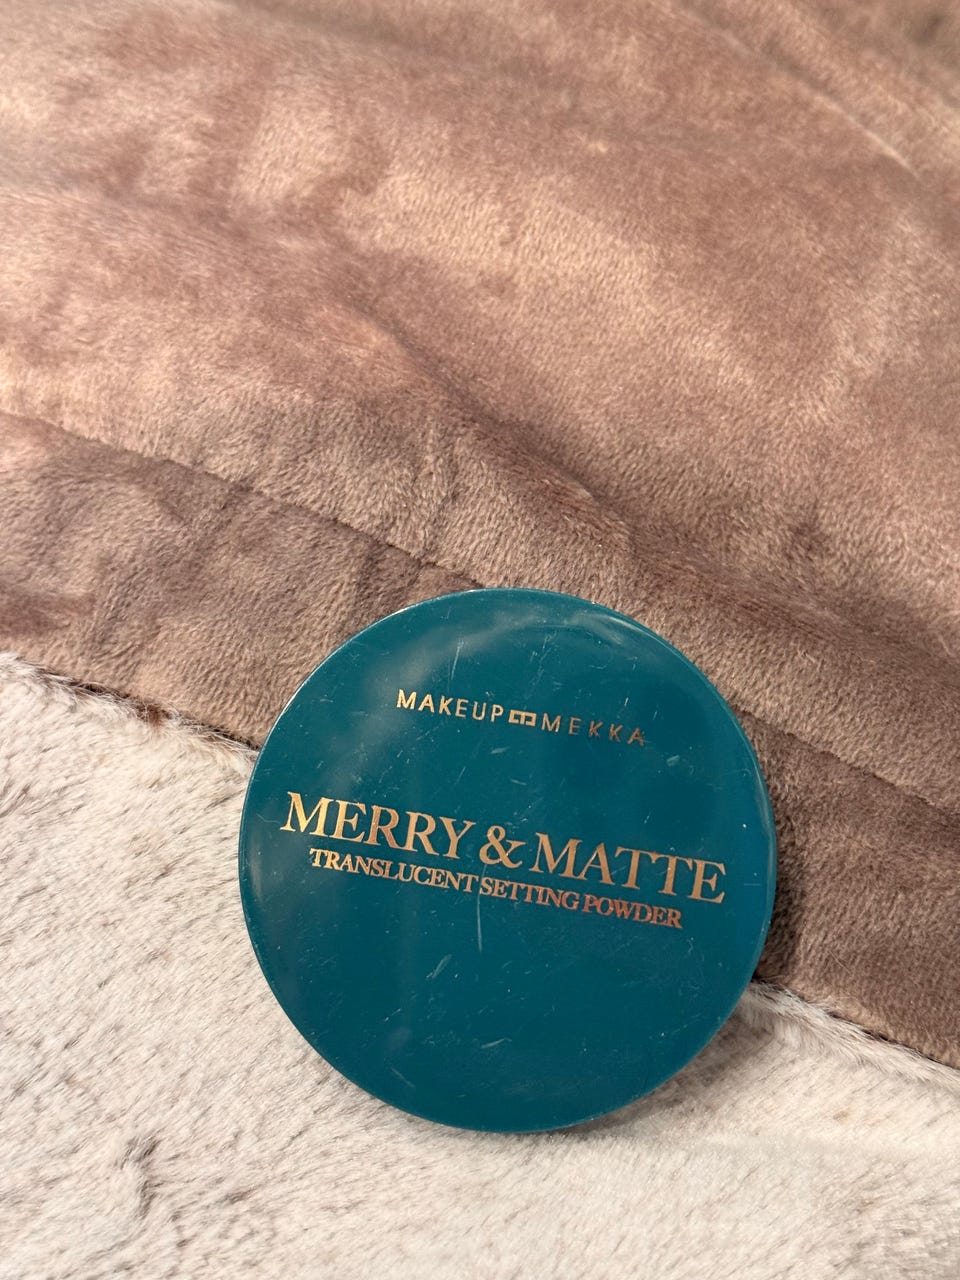 MAKEUP MEKKA
MERRY & MATTE
TRANSLUCENT SETTING POWDER